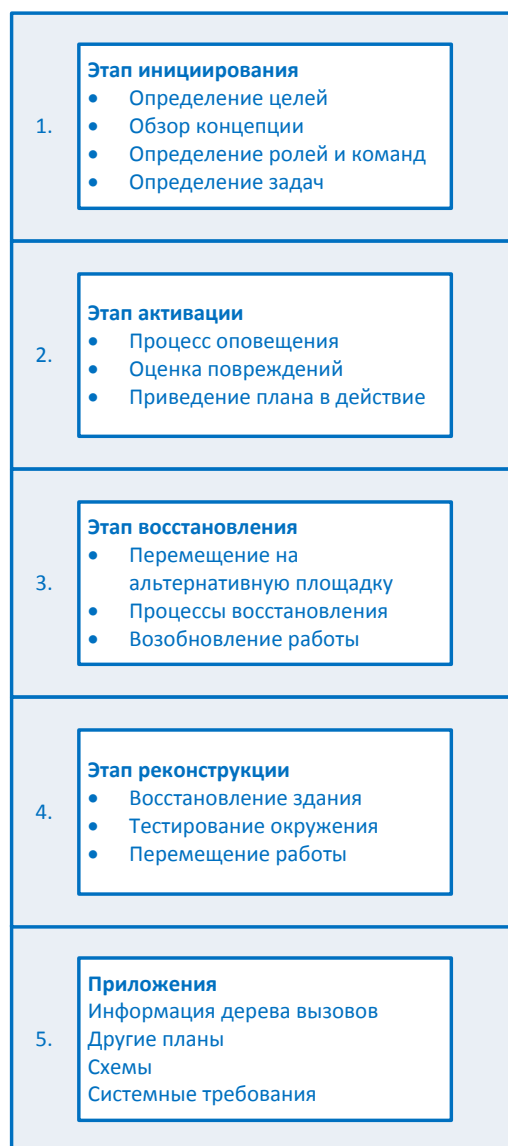 1.
Этап инициирования
● Определение целей
● Обзор концепции
● Определение ролей и команд
● Определение задач
2.
Этап активации
● Процесс оповещения
● Оценка повреждений
● Приведение плана в действие
3.
Этап восстановления
● Перемещение на
альтернативную площадку
● Процессы восстановления
● Возобновление работы
4.
Этап реконструкции
● Восстановление здания
● Тестирование окружения
● Перемещение работы
5.
Приложения
Информация дерева вызовов
Другие планы
Схемы
Системные требования